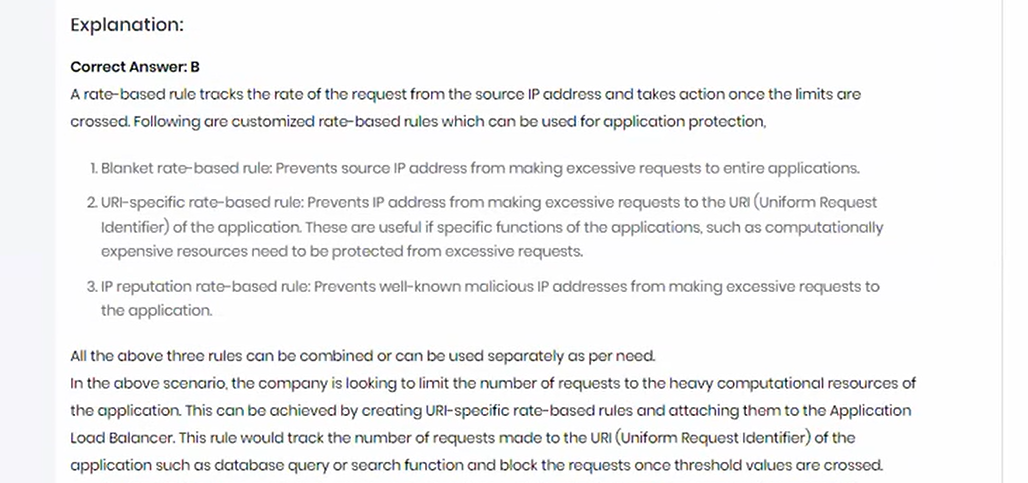 Explanation:
Correct Answer: B
A rate-based rule tracks the rate of the request from the source IP address and takes action once the limits are
crossed. Following are customized rate-based rules which can be used for application protection,
1. Blanket rate-based rule: Prevents source IP address from making excessive requests to entire applications.
2. URI-specific rate-based rule: Prevents IP address from making excessive requests to the URI (Uniform Request
Identifier) of the application. These are useful if specific functions of the applications, such as computationally
expensive resources need to be protected from excessive requests.
3. IP reputation rate-based rule: Prevents well-known malicious IP addresses from making excessive requests to
the application.
All the above three rules can be combined or can be used separately as per need.
In the above scenario, the company is looking to limit the number of requests to the heavy computational resources of
the application. This can be achieved by creating URI-specific rate-based rules and attaching them to the Application
Load Balancer. This rule would track the number of requests made to the URI (Uniform Request Identifier) of the
application such as database query or search function and block the requests once threshold values are crossed.